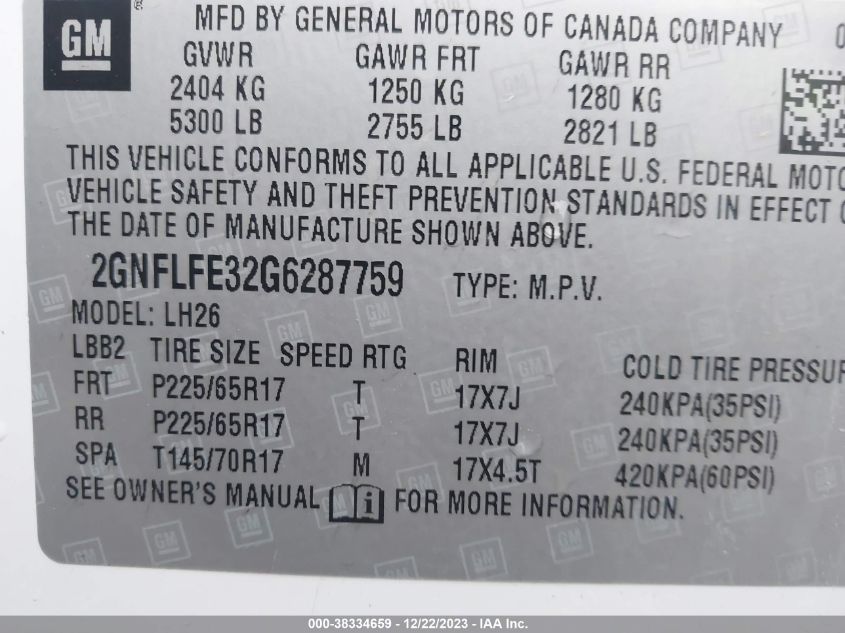 GM ®
MFD BY GENERAL MOTORS OF CANADA COMPANY 0
GVWR GAWR FRT GAWR RR
2404 KG 1250 KG 1280 KG
5300 LB 2755 LB 2821 LB
THIS VEHICLE CONFORMS TO ALL APPLICABLE U.S. FEDERAL MOTO
VEHICLE SAFETY AND THEFT PREVENTION STANDARDS IN EFFECT O
THE DATE OF MANUFACTURE SHOWN ABOVE.
2GNFLFE32G6287759 TYPE: M.P.V.
MODEL: LH26
LBB2 TIRE SIZE SPEED RTG RIM COLD TIRE PRESSUR
FRT P225/65R17 T 17X7J 240KPA(35PSI)
RR P225/65R17 T 17X7J 240KPA(35PSI)
SPA T145/70R17 M 17X4.5T 420KPA(60PSI)
SEE OWNER'S MANUAL i FOR MORE INFORMATION.
000-38334659 - 12/22/2023 - IAA Inc.